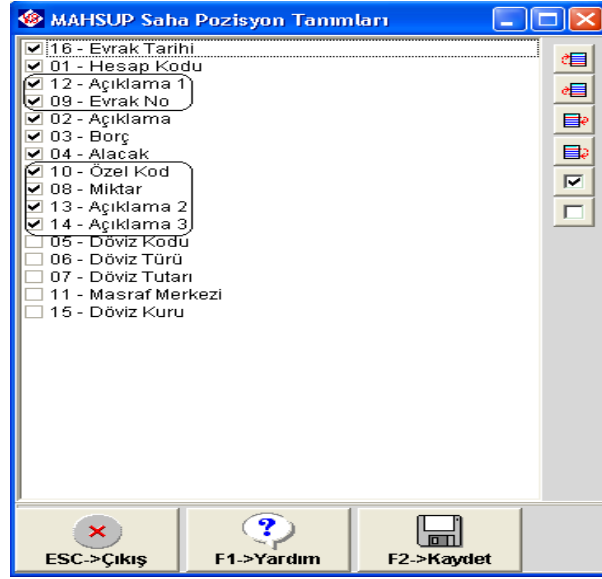 MAHSUP Saha Pozisyon Tanımları
16 - Evrak Tarihi
01 - Hesap Kodu
12 - Açıklama 1
09 - Evrak No
02 - Açıklama
03 - Borç
04 - Alacak
10 - Özel Kod
08 - Miktar
13 - Açıklama 2
14 - Açıklama 3
05 - Döviz Kodu
06 - Döviz Türü
07 - Döviz Tutarı
11 - Masraf Merkezi
15 - Döviz Kuru
ESC->Çıkış F1->Yardım F2->Kaydet